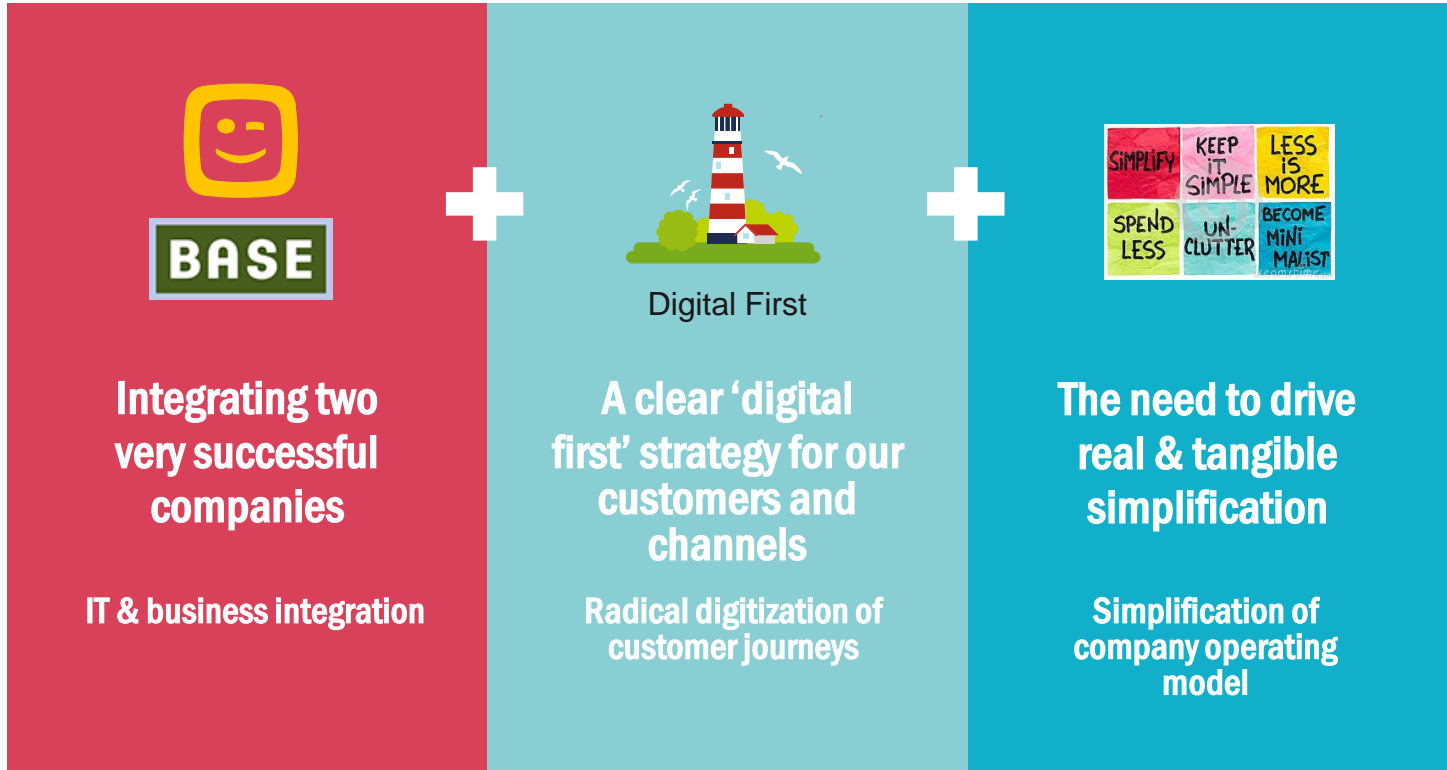 BASE
Integrating two
very successful
companies
IT & business integration
Digital First
A clear ‘digital
first’ strategy for our
customers and
channels
Radical digitization of
customer journeys
SiMPLiFY
KEEP
iT
SiMPLE
LESS
iS
MORE
SPEND
LESS
UN-
CLUTTER
BECOME
MiNi
MALiST
The need to drive
real & tangible
simplification
Simplification of
company operating
model